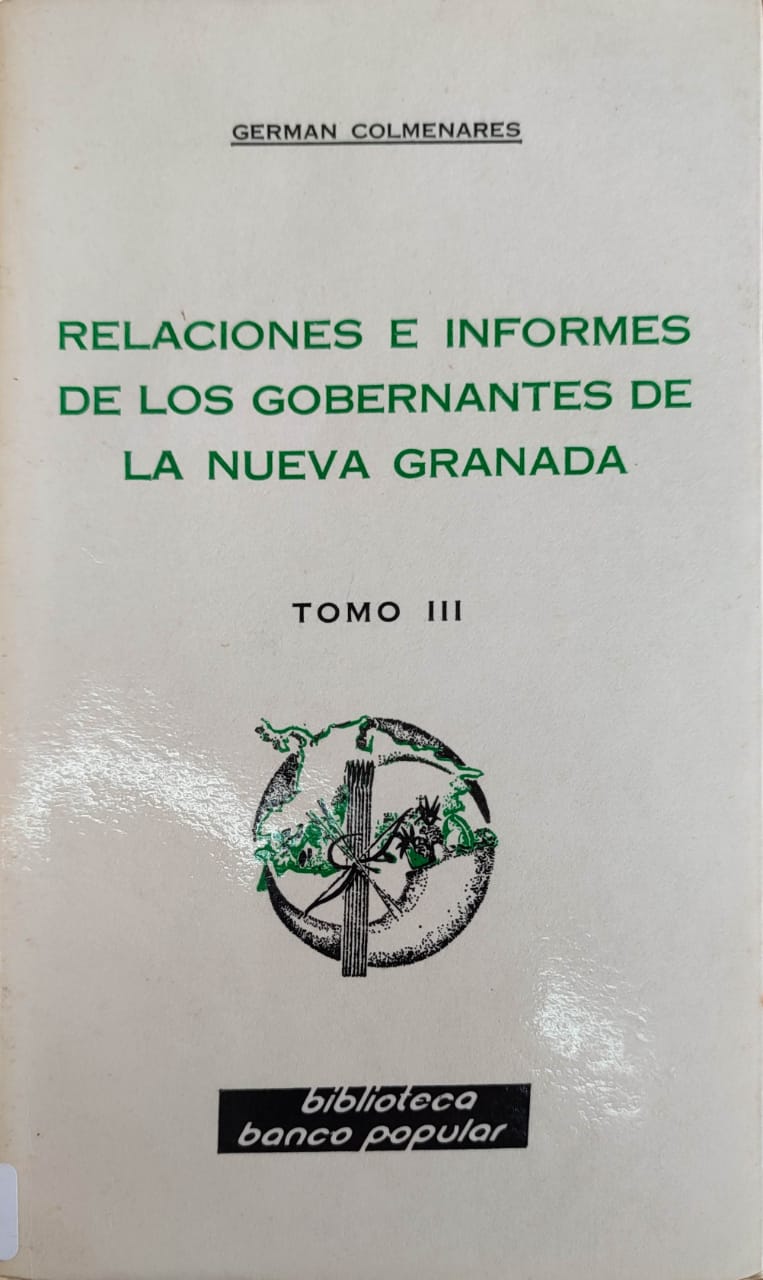 GERMAN COLMENARES
RELACIONES E INFORMES
DE LOS GOBERNANTES DE
LA NUEVA GRANADA
TOMO III
biblioteca
banco popular